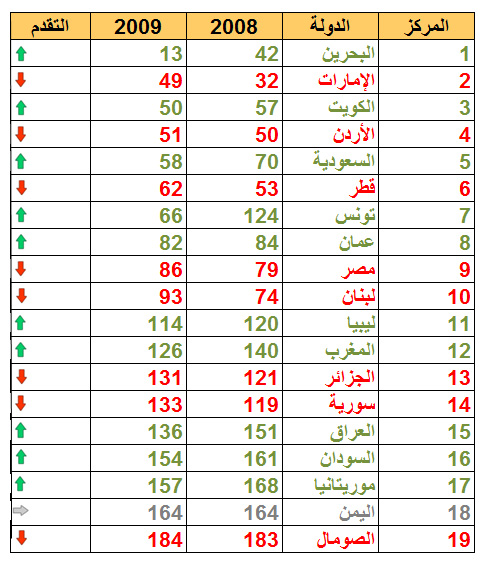 المركز الدولة 2008 2009 التقدم
1 البحرين 42 13
2 الإمارات 32 49
3 الكويت 57 50
4 الأردن 50 51
5 السعودية 70 58
6 قطر 53 62
7 تونس 124 66
8 عمان 84 82
9 مصر 79 86
10 لبنان 74 93
11 ليبيا 120 114
12 المغرب 140 126
13 الجزائر 121 131
14 سورية 119 133
15 العراق 151 136
16 السودان 161 154
17 موريتانيا 168 157
18 اليمن 164 164
19 الصومال 183 184